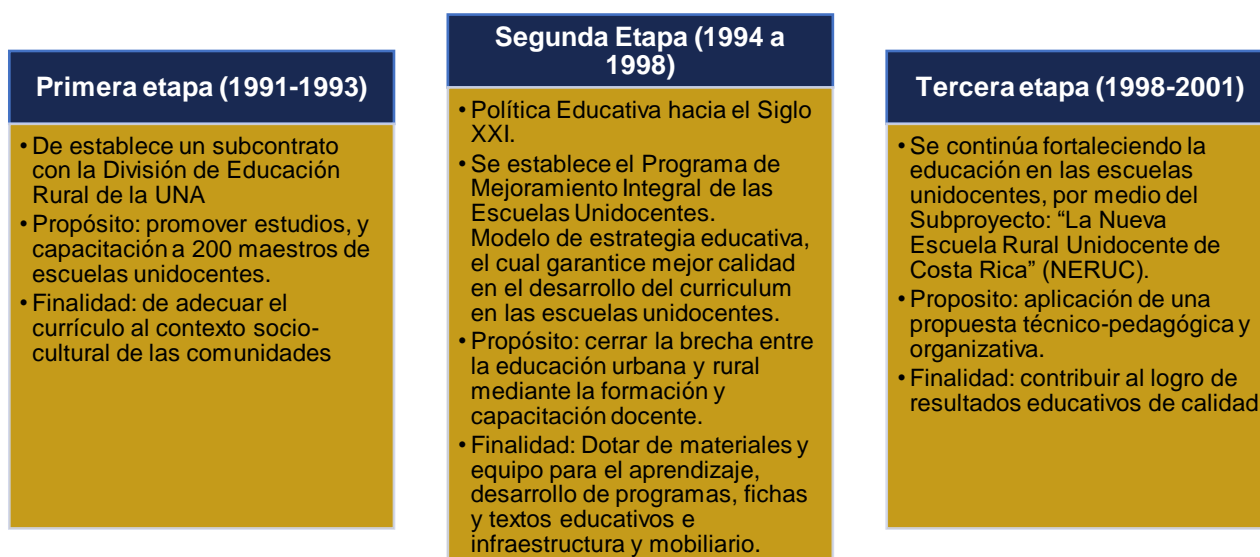 Primera etapa (1991-1993)
• De establece un subcontrato
con la División de Educación
Rural de la UNA
• Propósito: promover estudios, y
capacitación a 200 maestros de
escuelas unidocentes.
• Finalidad: de adecuar el
currículo al contexto socio-
cultural de las comunidades
Segunda Etapa (1994 a
1998)
• Política Educativa hacia el Siglo
XXI.
• Se establece el Programa de
Mejoramiento Integral de las
Escuelas Unidocentes.
Modelo de estrategia educativa,
el cual garantice mejor calidad
en el desarrollo del curriculum
en las escuelas unidocentes.
• Propósito: cerrar la brecha entre
la educación urbana y rural
mediante la formación y
capacitación docente.
• Finalidad: Dotar de materiales y
equipo para el aprendizaje,
desarrollo de programas, fichas
y textos educativos e
infraestructura y mobiliario.
Tercera etapa (1998-2001)
• Se continúa fortaleciendo la
educación en las escuelas
unidocentes, por medio del
Subproyecto: “La Nueva
Escuela Rural Unidocente de
Costa Rica” (NERUC).
• Proposito: aplicación de una
propuesta técnico-pedagógica y
organizativa.
• Finalidad: contribuir al logro de
resultados educativos de calidad